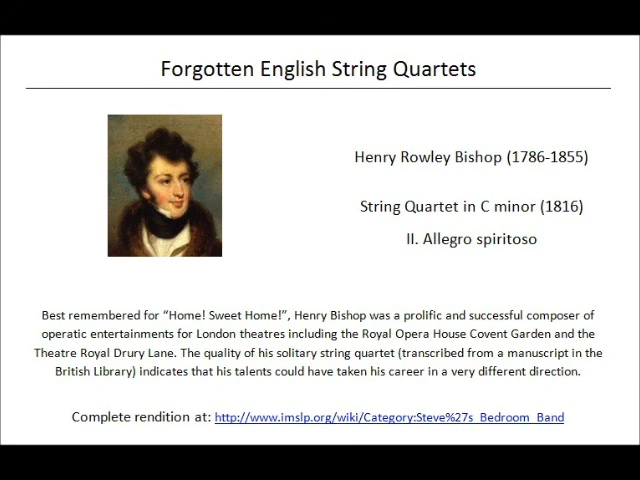 Forgotten English String Quartets
Henry Rowley Bishop (1786-1855)
String Quartet in C minor (1816)
II. Allegro spiritoso
Best remembered for “Home! Sweet Home!”, Henry Bishop was a prolific and successful composer of
operatic entertainments for London theatres including the Royal Opera House Covent Garden and the
Theatre Royal Drury Lane. The quality of his solitary string quartet (transcribed from a manuscript in the
British Library) indicates that his talents could have taken his career in a very different direction.
Complete rendition at: http://www.imslp.org/wiki/Category:Steve%27s_Bedroom_Band